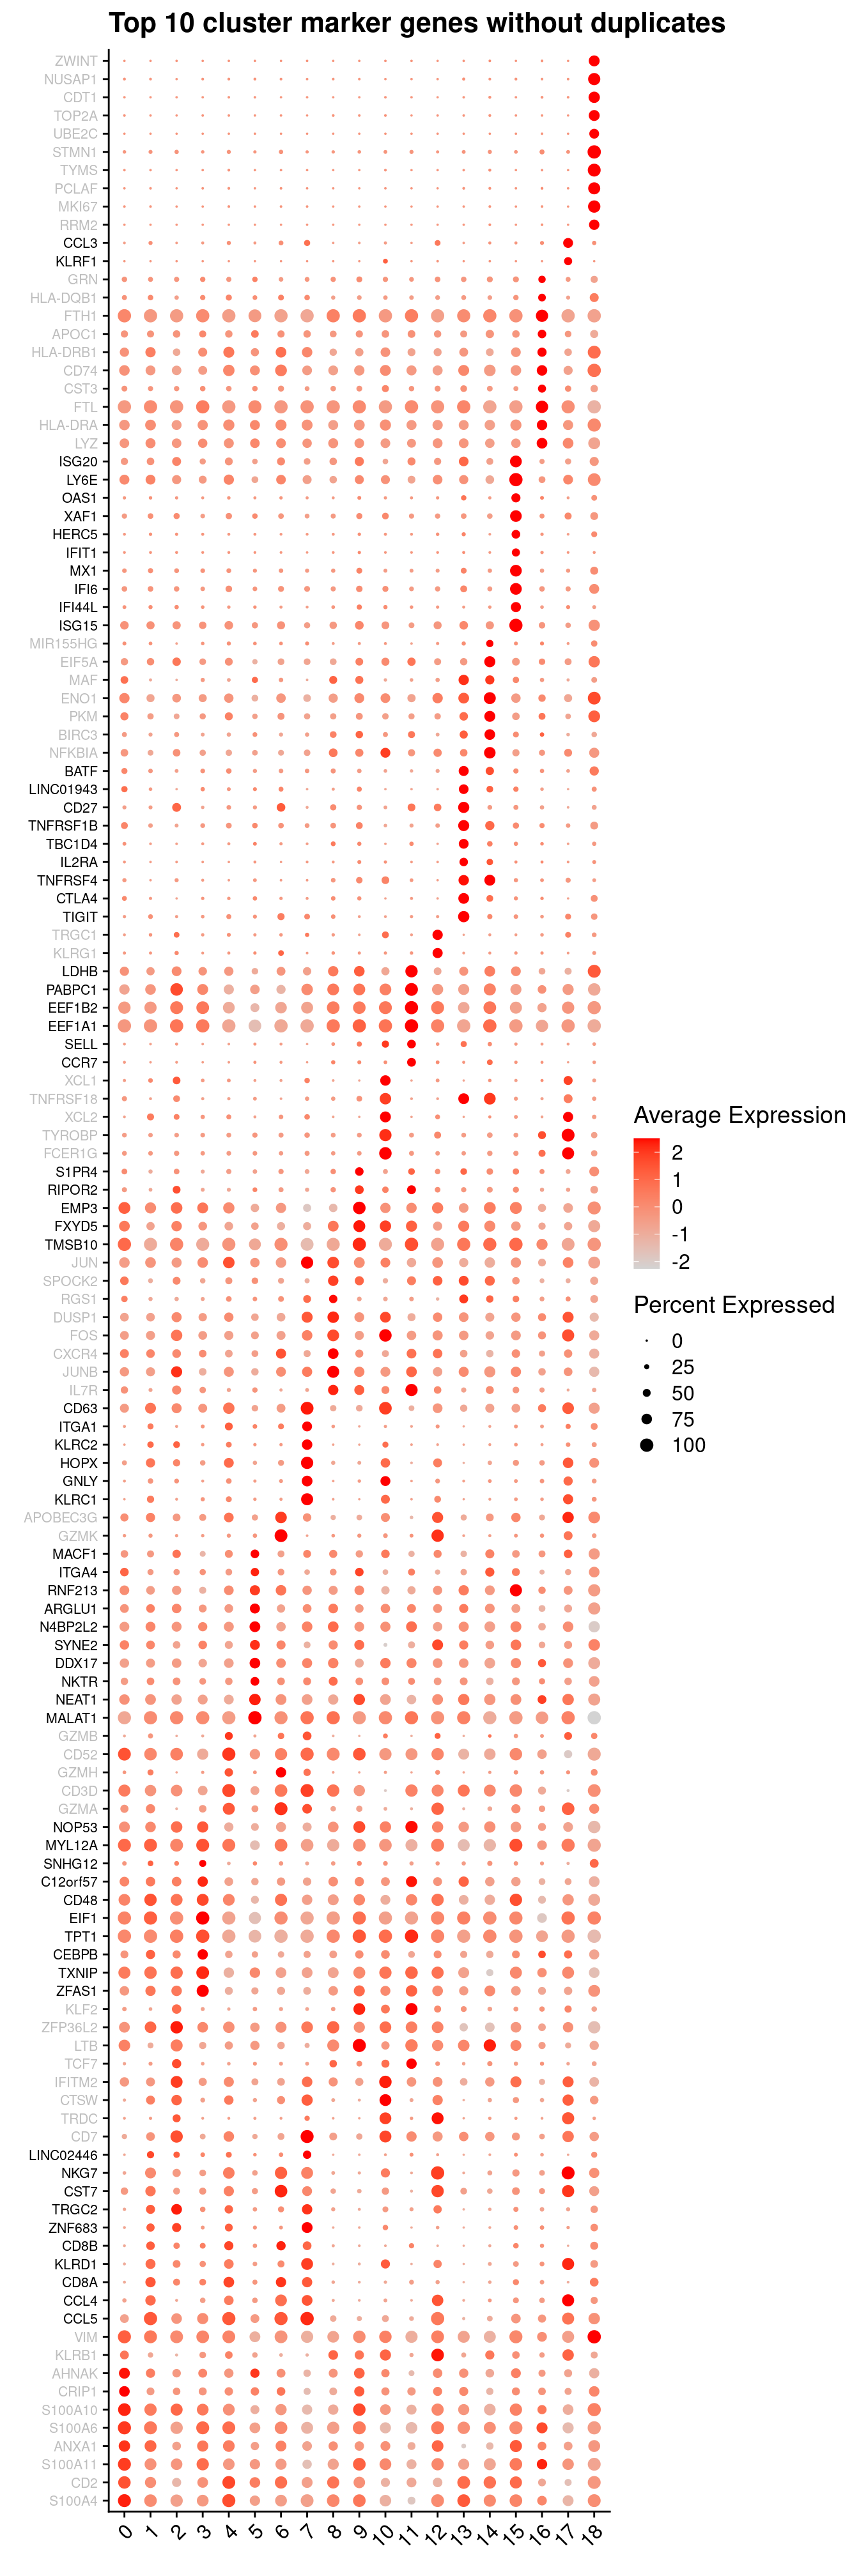 Top 10 cluster marker genes without duplicates
ZWINT
NUSAP1
CDT1
TOP2A
UBE2C
STMN1
TYMS
PCLAF
MKI67
RRM2
CCL3
KLRF1
GRN
HLA-DQB1
FTH1
APOC1
HLA-DRB1
CD74
CST3
FTL
HLA-DRA
LYZ
ISG20
LY6E
OAS1
XAF1
HERC5
IFIT1
MX1
IFI6
IFI44L
ISG15
MIR155HG
EIF5A
MAF
ENO1
PKM
BIRC3
NFKBIA
BATF
LINC01943
CD27
TNFRSF1B
TBC1D4
IL2RA
TNFRSF4
CTLA4
TIGIT
TRGC1
KLRG1
LDHB
PABPC1
EEF1B2
EEF1A1
SELL
CCR7
XCL1
TNFRSF18
XCL2
TYROBP
FCER1G
S1PR4
RIPOR2
EMP3
FXYD5
TMSB10
JUN
SPOCK2
RGS1
DUSP1
FOS
CXCR4
JUNB
IL7R
CD63
ITGA1
KLRC2
HOPX
GNLY
KLRC1
APOBEC3G
GZMK
MACF1
ITGA4
RNF213
ARGLU1
N4BP2L2
SYNE2
DDX17
NKTR
NEAT1
MALAT1
GZMB
CD52
GZMH
CD3D
GZMA
NOP53
MYL12A
SNHG12
C12orf57
CD48
EIF1
TPT1
CEBPB
TXNIP
ZFAS1
KLF2
ZFP36L2
LTB
TCF7
IFITM2
CTSW
TRDC
CD7
LINC02446
NKG7
CST7
TRGC2
ZNF683
CD8B
KLRD1
CD8A
CCL4
CCL5
VIM
KLRB1
AHNAK
CRIP1
S100A10
S100A6
ANXA1
S100A11
CD2
S100A4
0 1 2 3 4 5 6 7 8 9 10 11 12 13 14 15 16 17 18
Average Expression
2
1
0
-1
-2
Percent Expressed
0
25
50
75
100